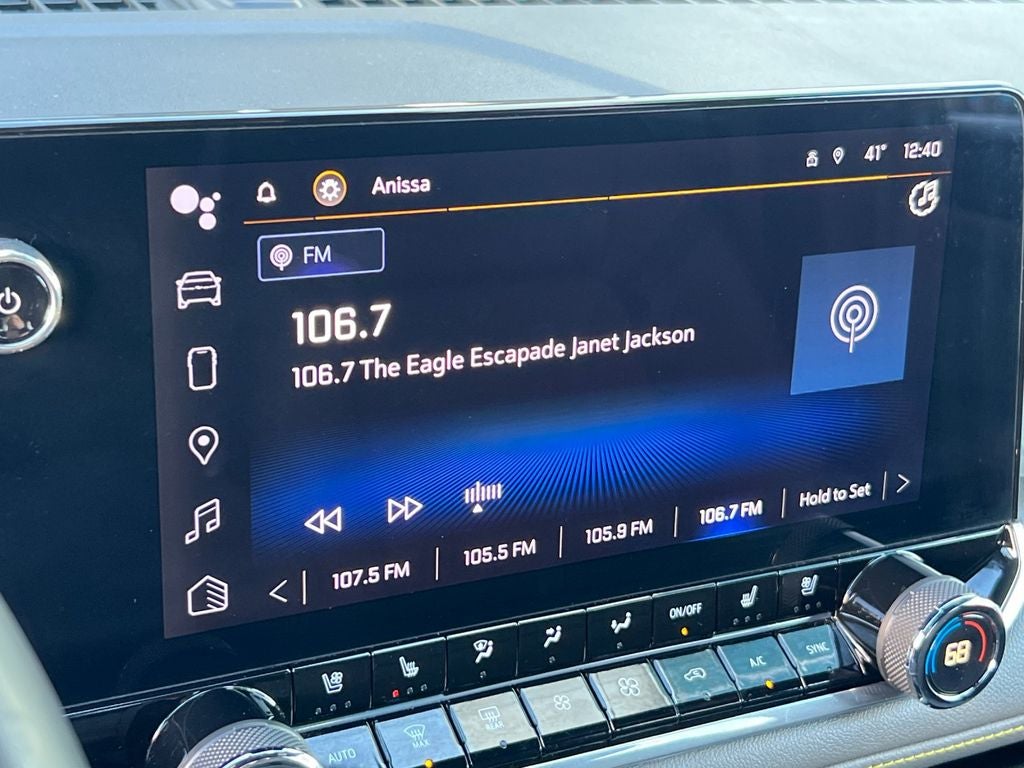 Anissa 41° 12:40
FM
106.7
106.7 The Eagle Escapade Janet Jackson
107.5 FM 105.5 FM 105.9 FM 106.7 FM Hold to Set
ON/OFF
AUTO MAX REAR A/C SYNC
68